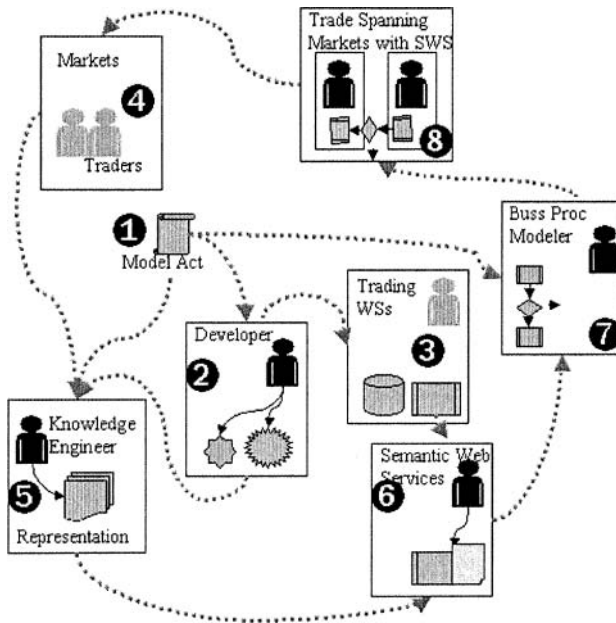 Trade Spanning
Markets with SWS
8
Markets
4
Traders
1
Model Act
Buss Proc
Modeler
7
Trading
WSs
3
Developer
2
Knowledge
Engineer
5
Representation
Semantic Web
Services
6